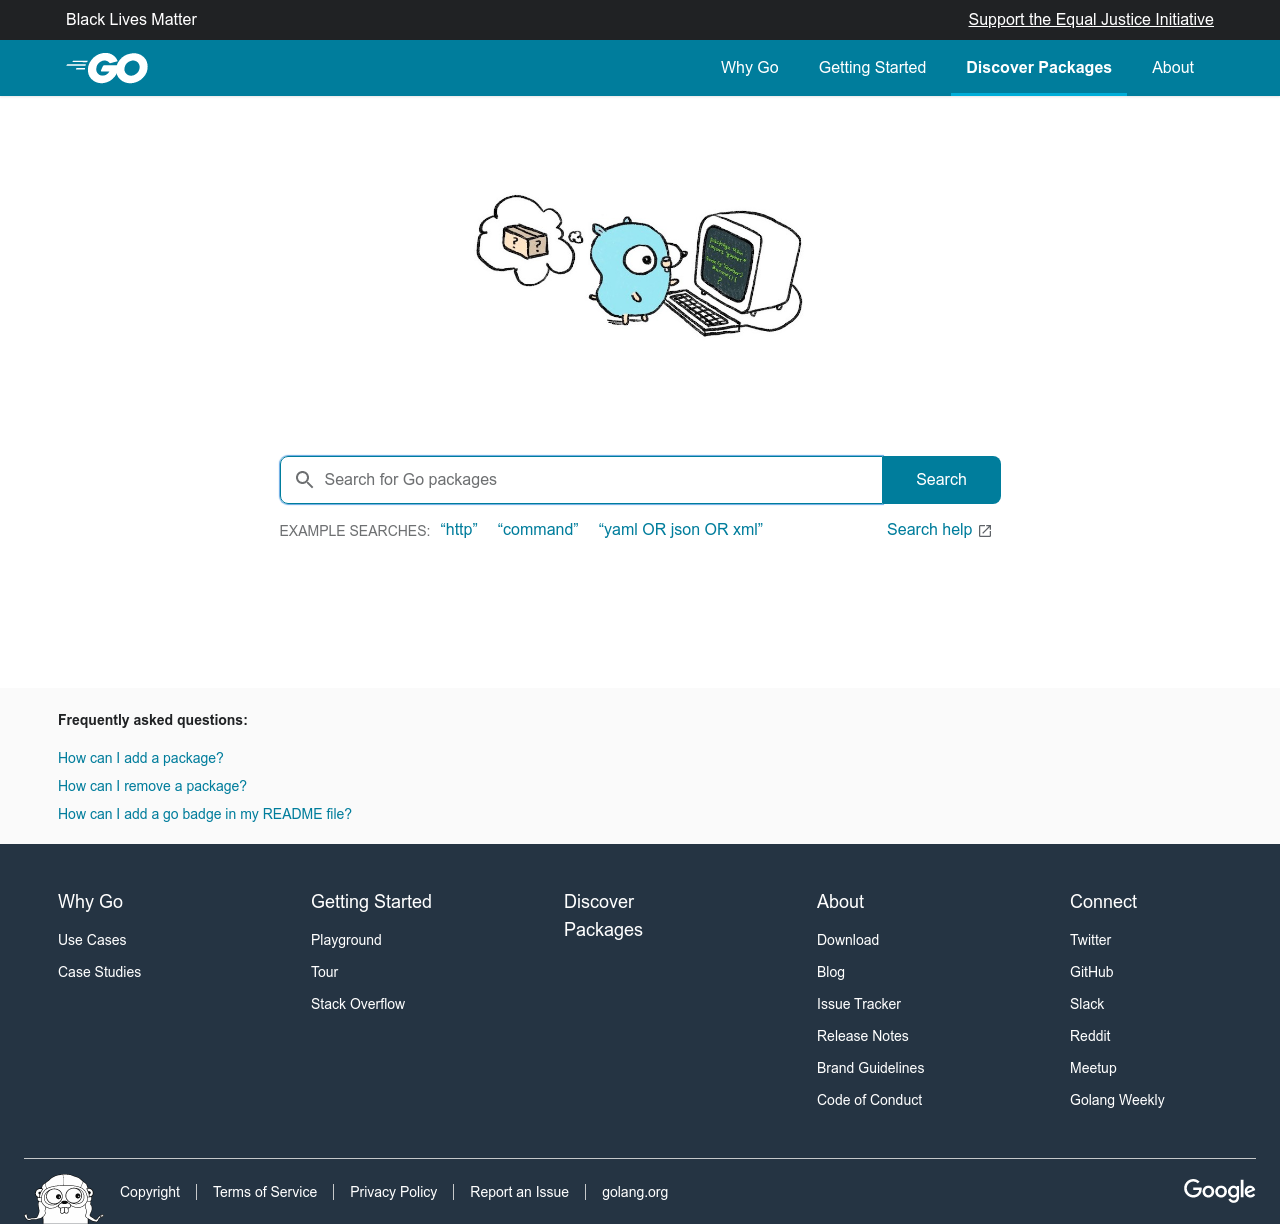 Black Lives Matter
Support the Equal Justice Initiative
GO
Why Go
Getting Started
Discover Packages
About
? ?
Search for Go packages
Search
EXAMPLE SEARCHES: “http” “command” “yaml OR json OR xml”
Search help
Frequently asked questions:
How can I add a package?
How can I remove a package?
How can I add a go badge in my README file?
Why Go
Use Cases
Case Studies
Getting Started
Playground
Tour
Stack Overflow
Discover
Packages
About
Download
Blog
Issue Tracker
Release Notes
Brand Guidelines
Code of Conduct
Connect
Twitter
GitHub
Slack
Reddit
Meetup
Golang Weekly
Copyright
Terms of Service
Privacy Policy
Report an Issue
golang.org
Google